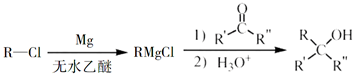 R—Cl Mg 无水乙醚 RMgCl 1) R' O C R" 2) H₃O⁺ R OH C R' R"